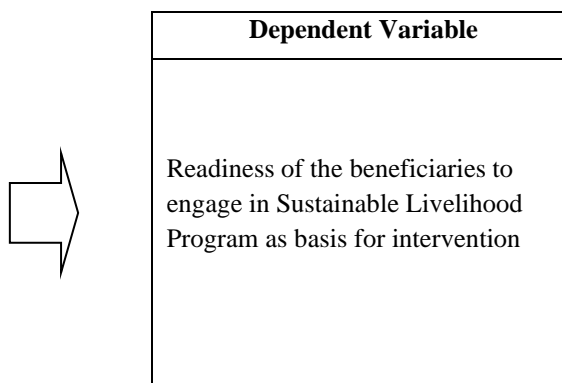 Dependent Variable
Readiness of the beneficiaries to
engage in Sustainable Livelihood
Program as basis for intervention